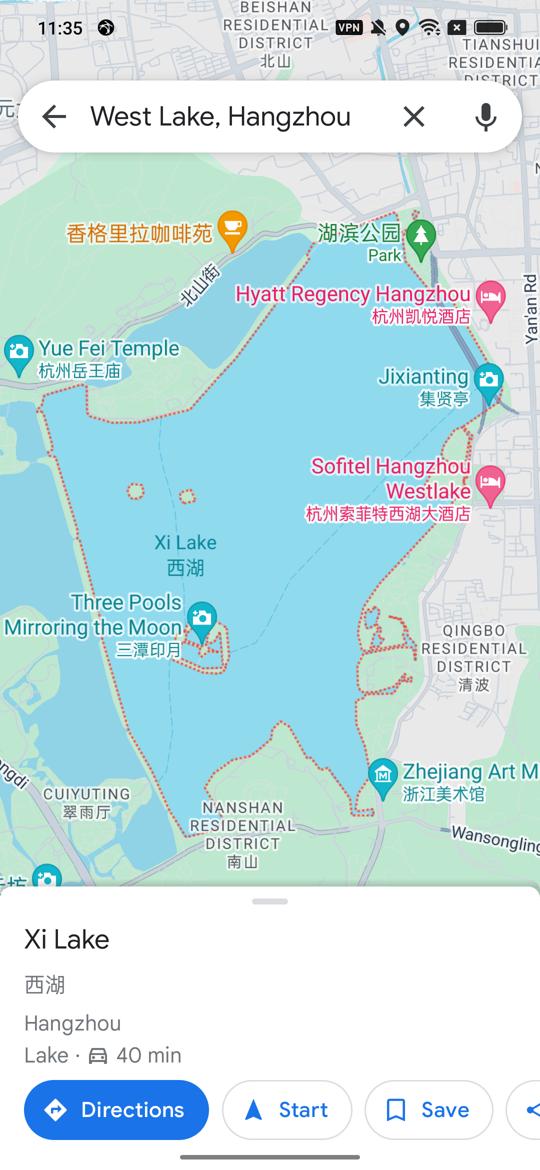 11:35
VPN
BEISHAN
RESIDENTIAL
DISTRICT
北山
TIANSHUI
DISTRICT
West Lake, Hangzhou
香格里拉咖啡苑
湖滨公园
Park
北山街
Hyatt Regency Hangzhou
杭州凯悦酒店
Yan'an Rd
Yue Fei Temple
杭州岳王庙
Jixianting
集贤亭
Sofitel Hangzhou
Westlake
杭州索菲特西湖大酒店
Xi Lake
西湖
Three Pools
Mirroring the Moon
三潭印月
QINGBO
RESIDENTIAL
DISTRICT
清波
Zhejiang Art M
浙江美术馆
CUIYUTING
翠雨厅
NANSHAN
RESIDENTIAL
DISTRICT
南山
Wansongling
Xi Lake
西湖
Hangzhou
Lake · 40 min
Directions
Start
Save